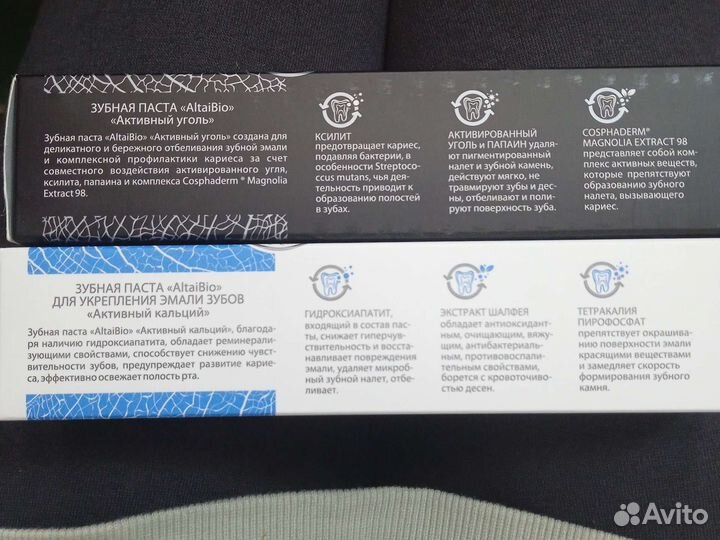 ЗУБНАЯ ПАСТА «AltaiBio»
«Активный уголь»
Зубная паста «AltaiBio» «Активный уголь» создана для
деликатного и бережного отбеливания зубной эмали
и комплексной профилактики кариеса за счет
совместного воздействия активированного угля,
ксилита, папаина и комплекса Cosphaderm ® Magnolia
Extract 98.
КСИЛИТ
предотвращает кариес,
подавляя бактерии, в
особенности Streptoco-
ccus mutans, чья дея-
тельность приводит к
образованию полостей
в зубах.
АКТИВИРОВАННЫЙ
УГОЛЬ и ПАПАИН удаля-
ют пигментированный
налет и зубной камень,
действуют мягко, не
травмируют зубы и дес-
ны, отбеливают и поли-
руют поверхность зуба.
COSPHADERM®
MAGNOLIA EXTRACT 98
представляет собой ком-
плекс активных веществ,
которые препятствуют
образованию зубного
налета, вызывающего
кариес.
ЗУБНАЯ ПАСТА «AltaiBio»
ДЛЯ УКРЕПЛЕНИЯ ЭМАЛИ ЗУБОВ
«Активный кальций»
Зубная паста «AltaiBio» «Активный кальций», благода-
ря наличию гидроксиапатита, обладает реминерали-
зующими свойствами, способствует снижению чувст-
вительности зубов, предупреждает развитие карие-
са, эффективно освежает полость рта.
ГИДРОКСИАПАТИТ,
входящий в состав пас-
ты, снижает гиперчув-
ствительность и восста-
навливает повреждения
эмали, удаляет микроб-
ный зубной налет, отбе-
ливает.
ЭКСТРАКТ ШАЛФЕЯ
обладает антиоксидант-
ным, очищающим, вяжу-
щим, антибактериаль-
ным, противовоспали-
тельным свойствами,
борется с кровоточиво-
стью десен.
ТЕТРАКАЛИЯ
ПИРОФОСФАТ
препятствует окрашива-
нию поверхности эмали
красящими веществами
и замедляет скорость
формирования зубного
камня.
Avito